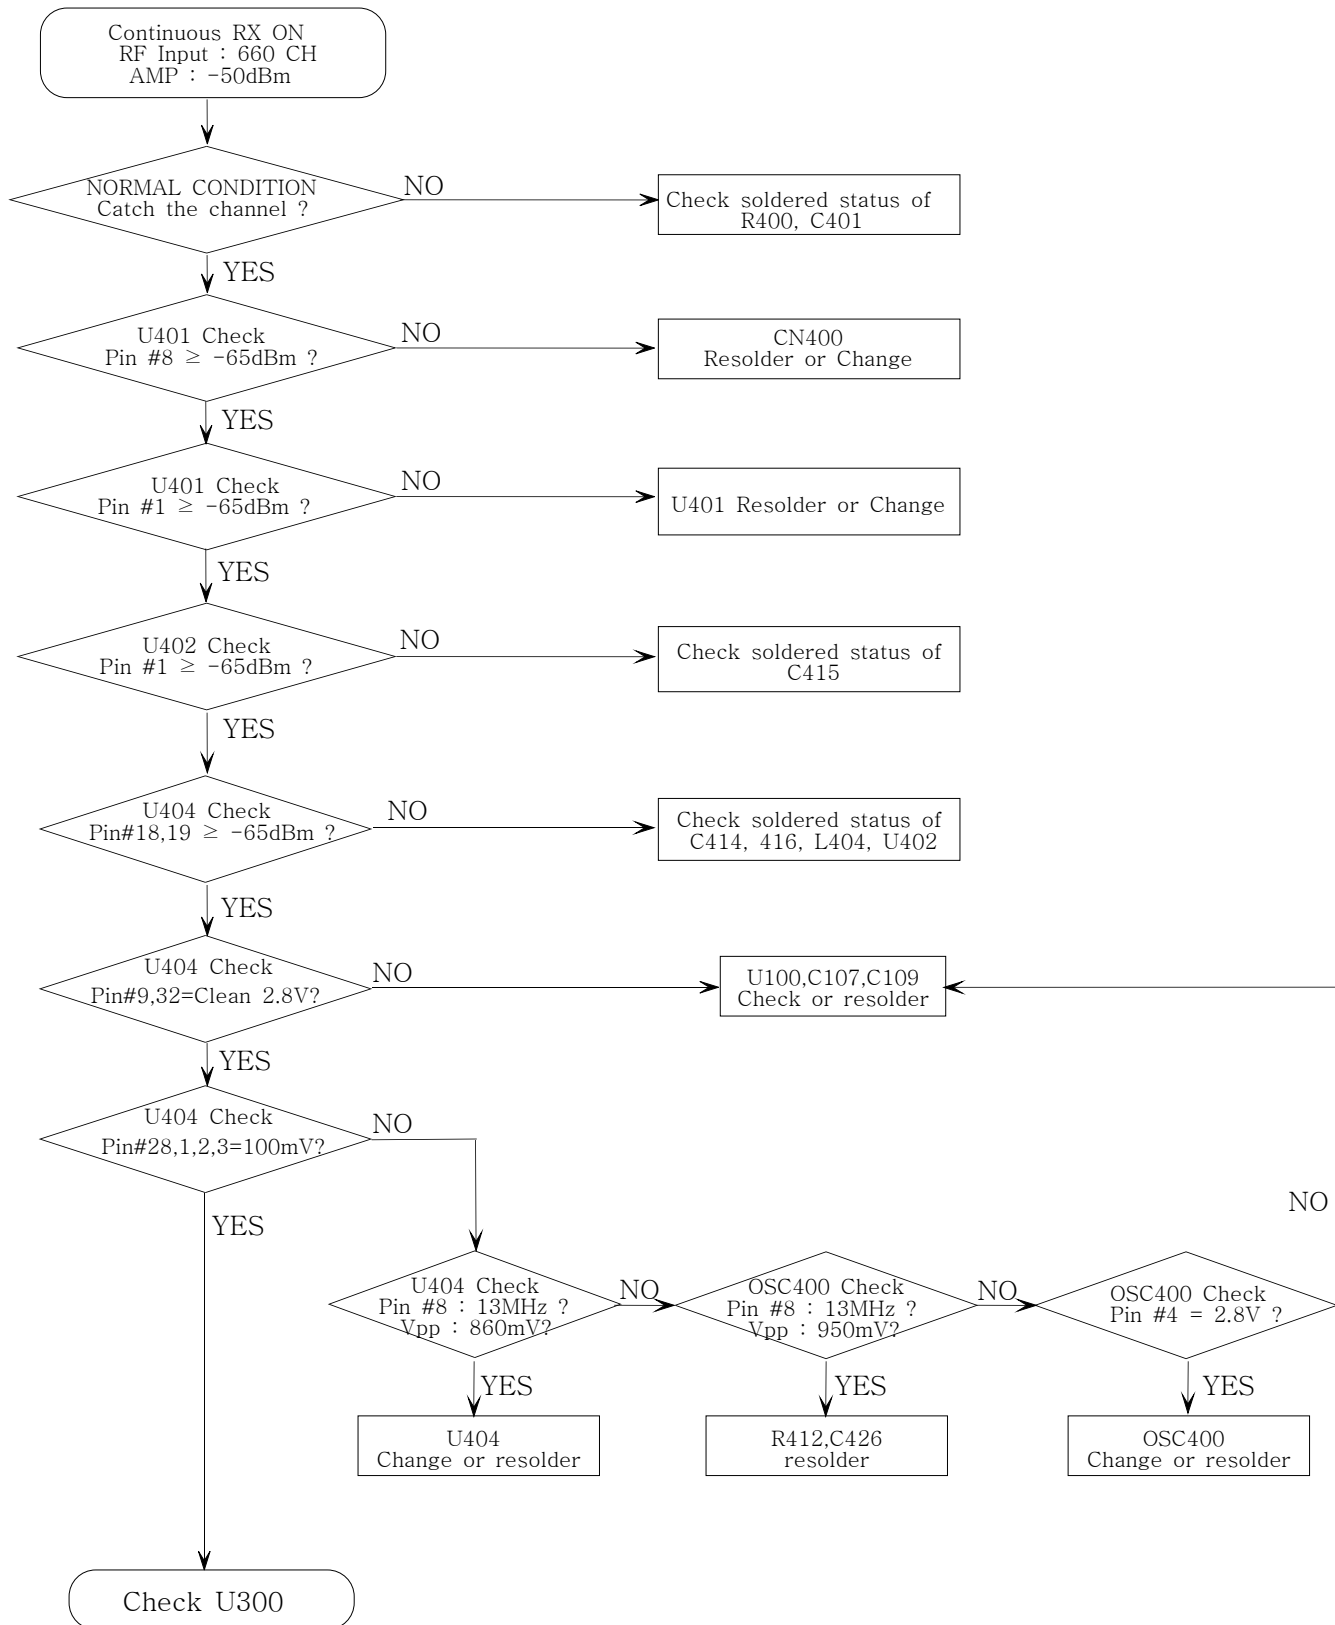 Continuous RX ON
RF Input : 660 CH
AMP : -50dBm
NORMAL CONDITION
Catch the channel ?
NO
Check soldered status of
R400, C401
YES
U401 Check
Pin #8 ≥ -65dBm ?
NO
CN400
Resolder or Change
YES
U401 Check
Pin #1 ≥ -65dBm ?
NO
U401 Resolder or Change
YES
U402 Check
Pin #1 ≥ -65dBm ?
NO
Check soldered status of
C415
YES
U404 Check
Pin#18,19 ≥ -65dBm ?
NO
Check soldered status of
C414, 416, L404, U402
YES
U404 Check
Pin#9,32=Clean 2.8V?
NO
U100,C107,C109
Check or resolder
YES
U404 Check
Pin#28,1,2,3=100mV?
NO
YES
NO
U404 Check
Pin #8 : 13MHz ?
Vpp : 860mV?
NO
OSC400 Check
Pin #8 : 13MHz ?
Vpp : 950mV?
NO
OSC400 Check
Pin #4 = 2.8V ?
YES
YES
YES
U404
Change or resolder
R412,C426
resolder
OSC400
Change or resolder
Check U300